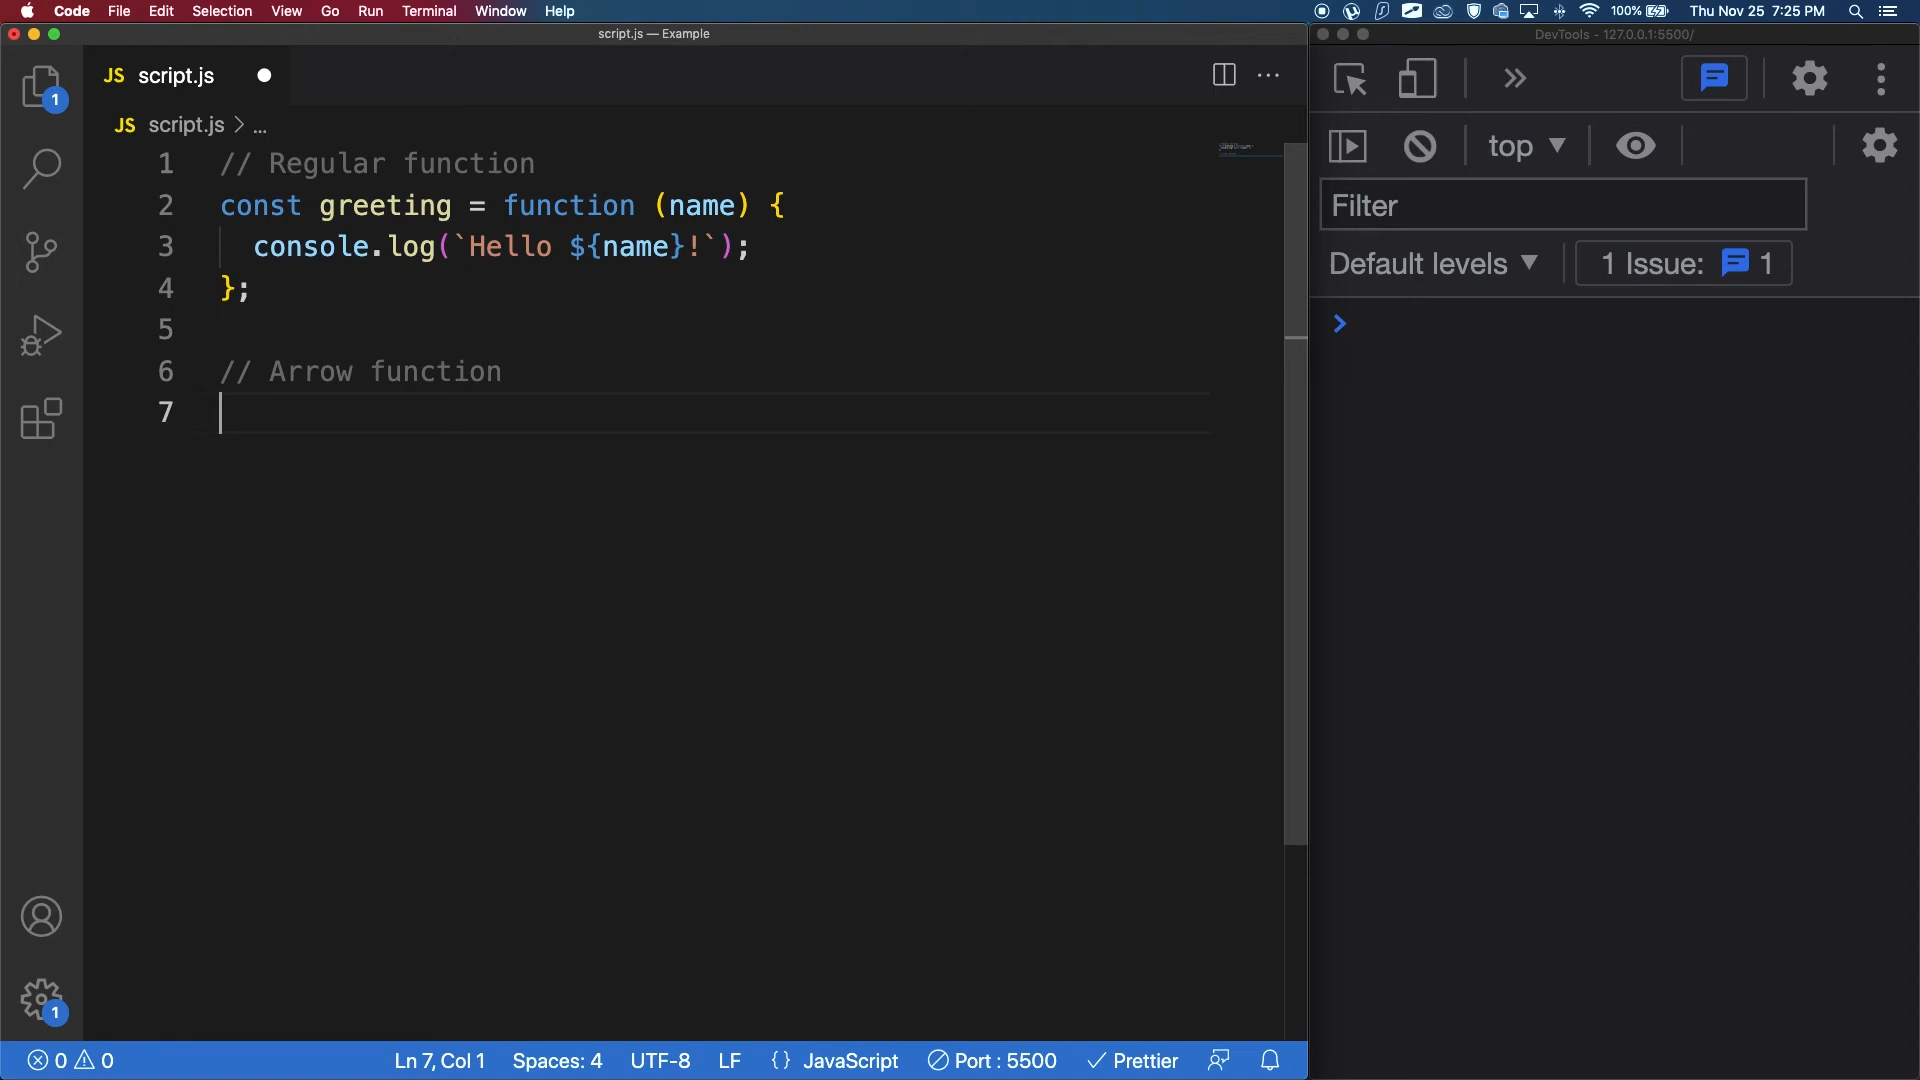 Code File Edit Selection View Go Run Terminal Window Help 100% Thu Nov 25 7:25 PM
script.js — Example
DevTools - 127.0.0.1:5500/
JS script.js
JS script.js > ...
1 // Regular function
2 const greeting = function (name) {
3 console.log(`Hello ${name}!`);
4 };
5
6 // Arrow function
7
1
1
top
Filter
Default levels
1 Issue: 1
>
0 0 Ln 7, Col 1 Spaces: 4 UTF-8 LF {} JavaScript Port : 5500 Prettier